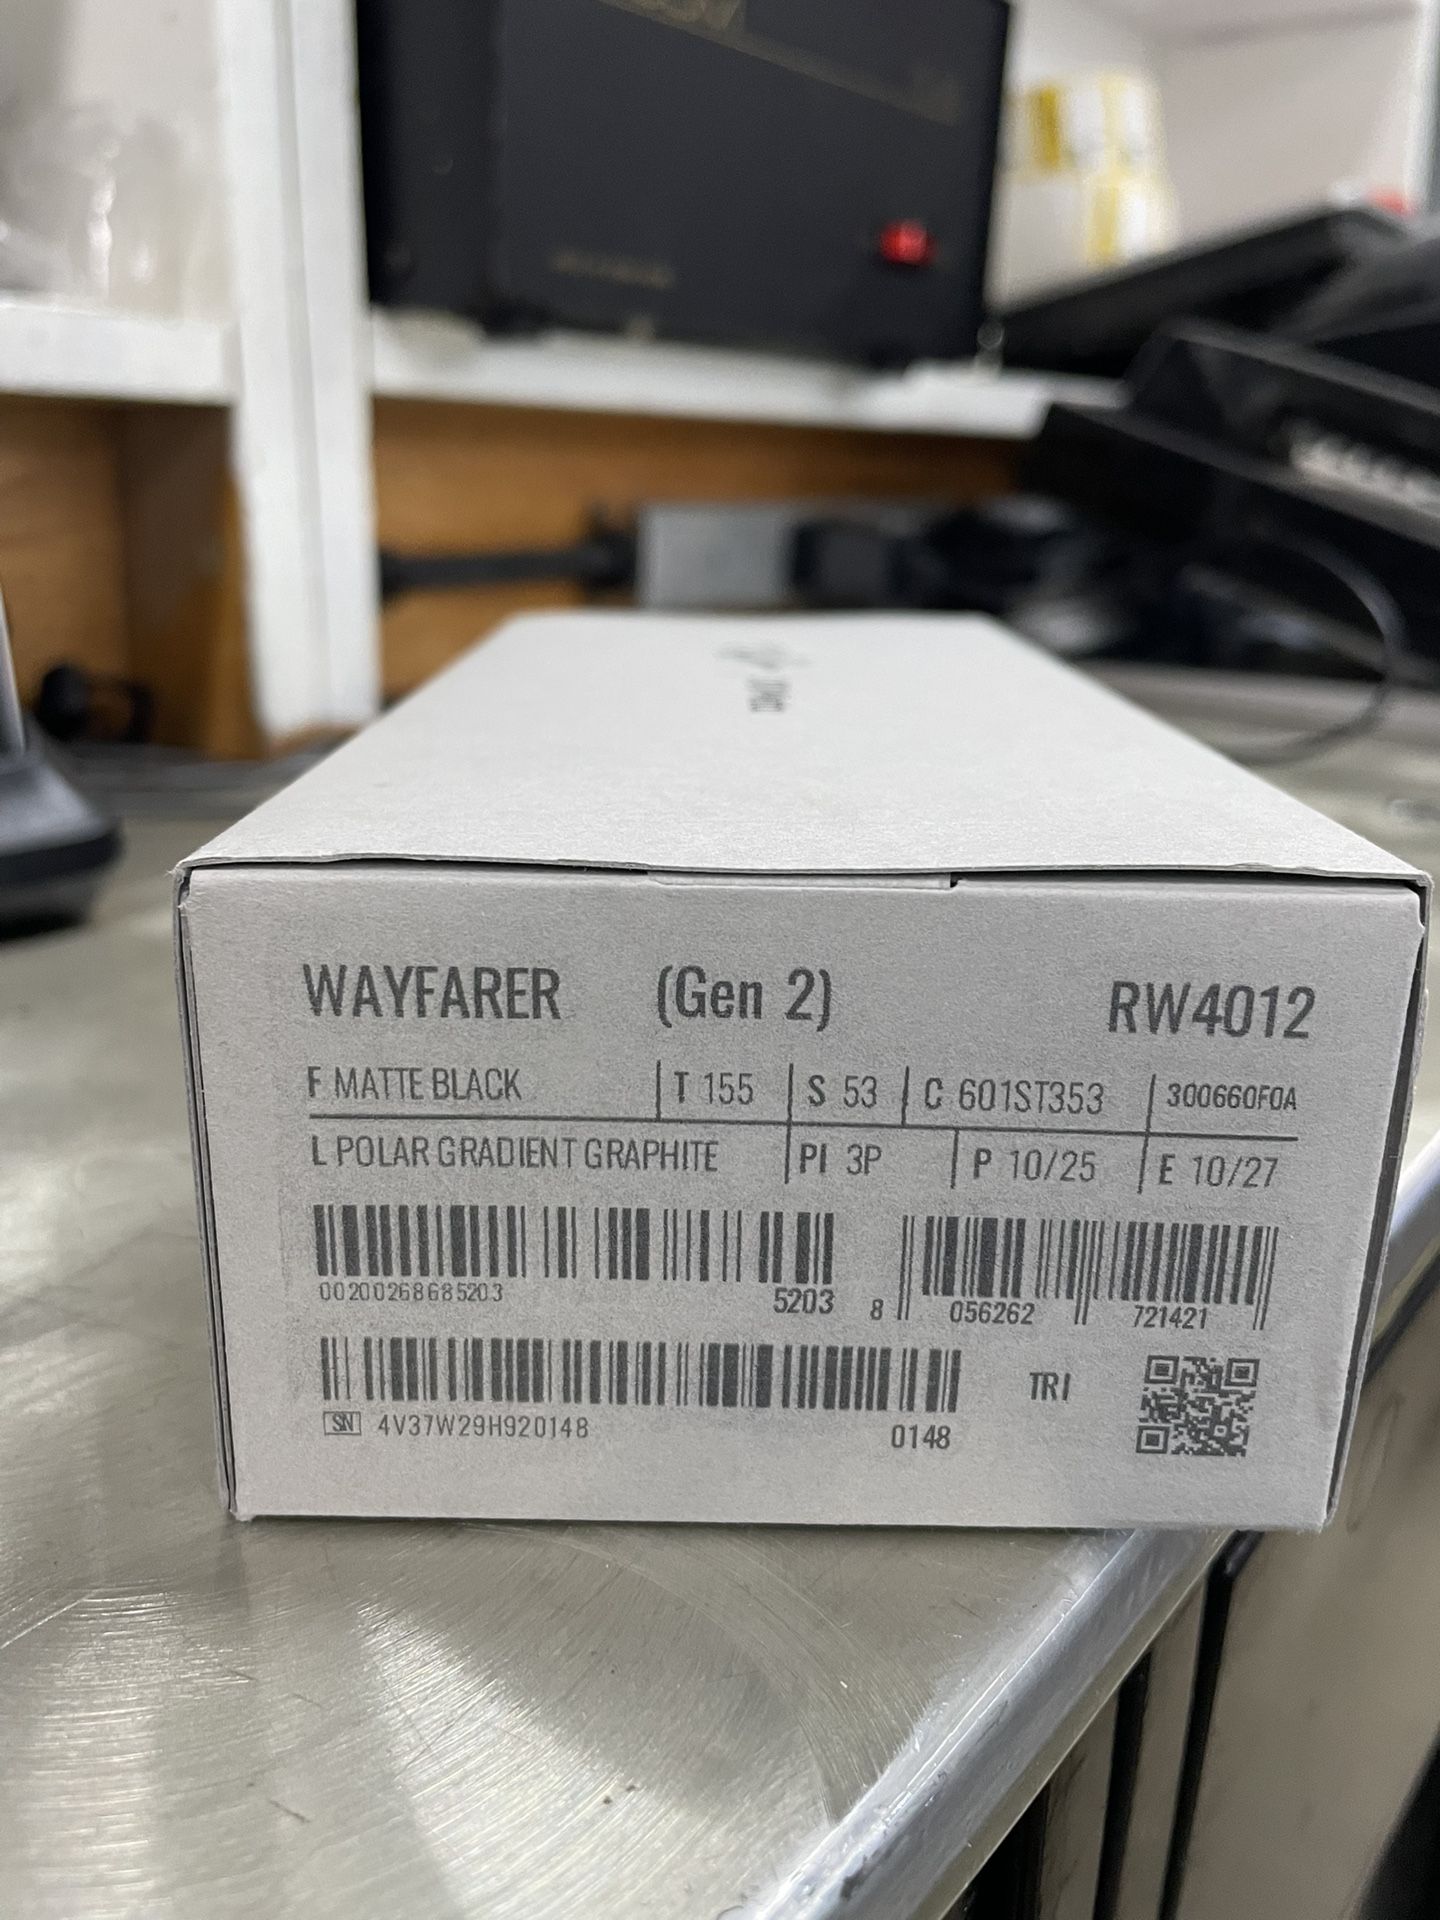 WAYFARER (Gen 2) RW4012
F MATTE BLACK T 155 S 53 C 601ST353 300660F0A
L POLAR GRADIENT GRAPHITE PI 3P P 10/25 E 10/27
00200268685203 5203 8 056262 721421
SN 4V37W29H920148 0148 TRI